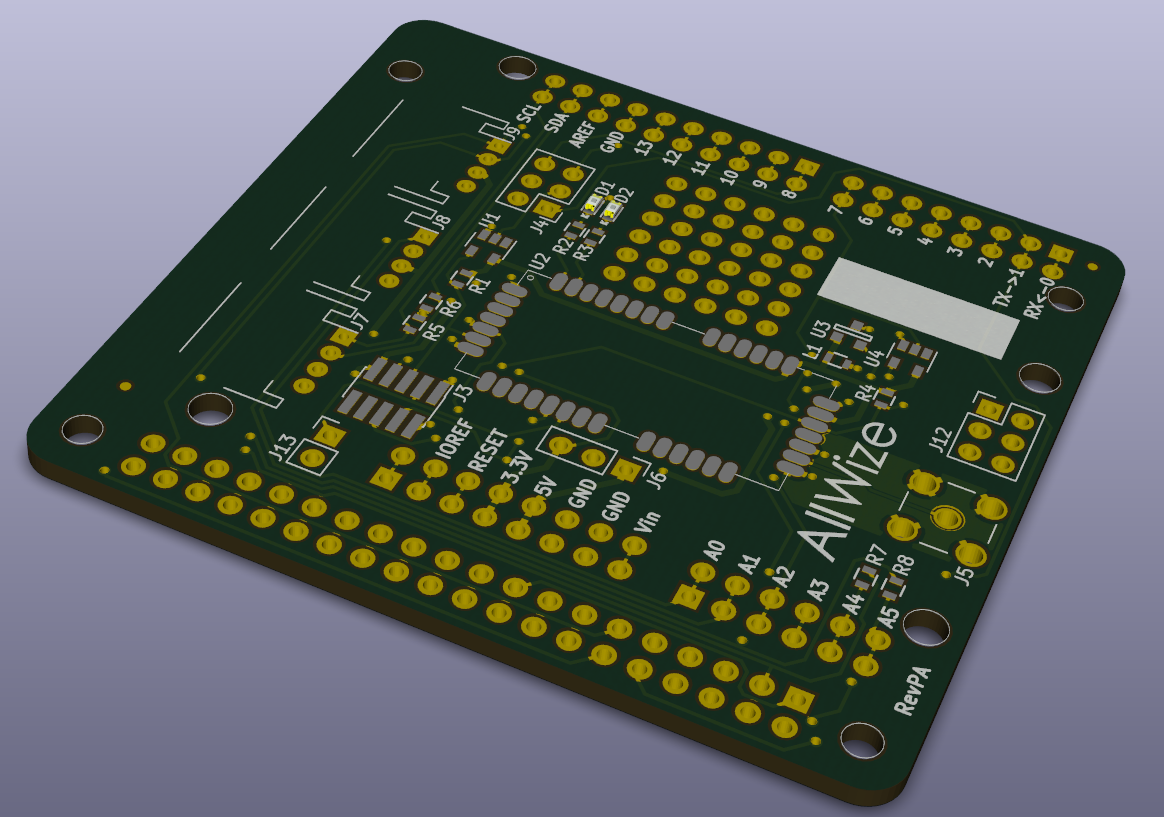 SCL
SDA
AREF
GND
13
12
11
10
9
8
7
6
5
4
3
2
TX->1
RX<-0
J9
J8
J7
J4
D1
D2
R2
R3
U1
U2
R1
R6
R5
J3
J13
IOREF
RESET
3.3V
5V
GND
GND
Vin
J6
U3
L1
U4
R4
J12
AllWize
J5
R7
R8
A0
A1
A2
A3
A4
A5
RevPA